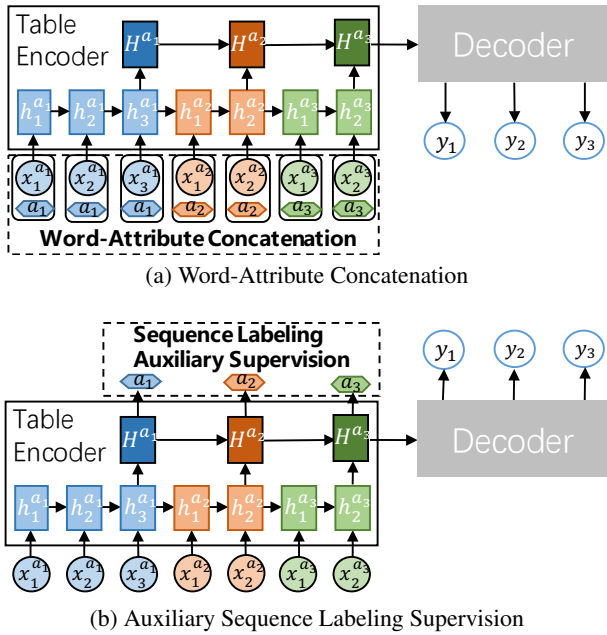 Table
Encoder
H^{a_1} H^{a_2} H^{a_3}
Decoder
h_1^{a_1} h_2^{a_1} h_3^{a_1} h_1^{a_2} h_2^{a_2} h_1^{a_3} h_2^{a_3}
y_1 y_2 y_3
x_1^{a_1} x_2^{a_1} x_3^{a_1} x_1^{a_2} x_2^{a_2} x_1^{a_3} x_2^{a_3}
a_1 a_1 a_1 a_2 a_2 a_3 a_3
Word-Attribute Concatenation
(a) Word-Attribute Concatenation
Sequence Labeling
Auxiliary Supervision
y_1 y_2 y_3
a_1 a_2 a_3
Table
Encoder
H^{a_1} H^{a_2} H^{a_3}
Decoder
h_1^{a_1} h_2^{a_1} h_3^{a_1} h_1^{a_2} h_2^{a_2} h_1^{a_3} h_2^{a_3}
x_1^{a_1} x_2^{a_1} x_3^{a_1} x_1^{a_2} x_2^{a_2} x_1^{a_3} x_2^{a_3}
(b) Auxiliary Sequence Labeling Supervision